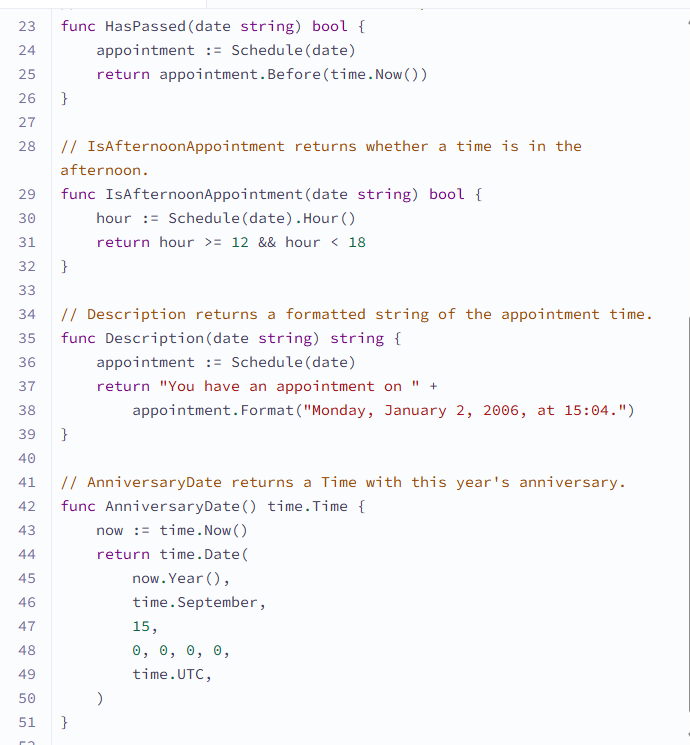 23 func HasPassed(date string) bool {
24     appointment := Schedule(date)
25     return appointment.Before(time.Now())
26 }
27
28 // IsAfternoonAppointment returns whether a time is in the
afternoon.
29 func IsAfternoonAppointment(date string) bool {
30     hour := Schedule(date).Hour()
31     return hour >= 12 && hour < 18
32 }
33
34 // Description returns a formatted string of the appointment time.
35 func Description(date string) string {
36     appointment := Schedule(date)
37     return "You have an appointment on " +
38         appointment.Format("Monday, January 2, 2006, at 15:04.")
39 }
40
41 // AnniversaryDate returns a Time with this year's anniversary.
42 func AnniversaryDate() time.Time {
43     now := time.Now()
44     return time.Date(
45         now.Year(),
46         time.September,
47         15,
48         0, 0, 0, 0,
49         time.UTC,
50     )
51 }